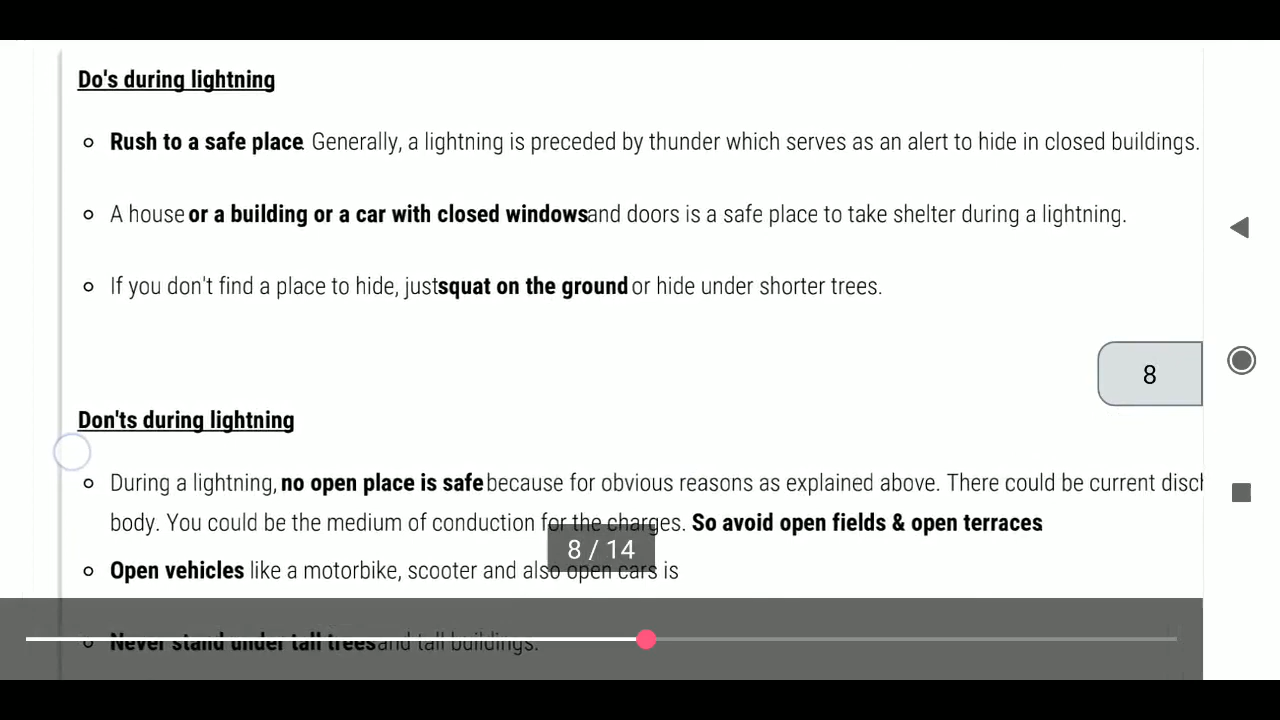 Do's during lightning
Rush to a safe place. Generally, a lightning is preceded by thunder which serves as an alert to hide in closed buildings.
A house or a building or a car with closed windows and doors is a safe place to take shelter during a lightning.
If you don't find a place to hide, just squat on the ground or hide under shorter trees.
8
Don'ts during lightning
During a lightning, no open place is safe because for obvious reasons as explained above. There could be current disch
body. You could be the medium of conduction for the charges. So avoid open fields & open terraces.
8 / 14
Open vehicles like a motorbike, scooter and also open cars is
Never stand under tall trees and tall buildings.